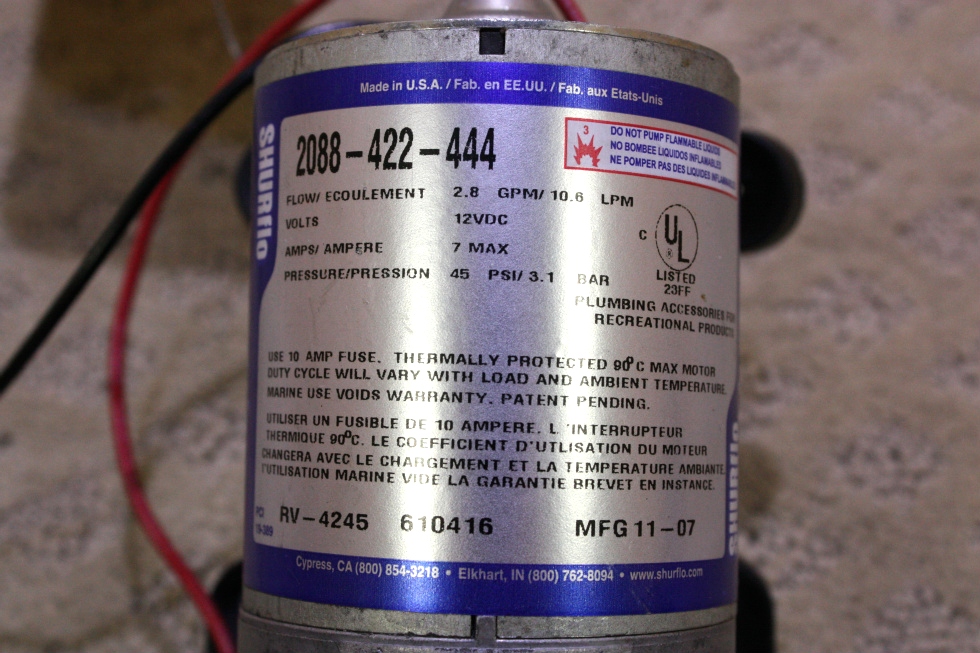 Made in U.S.A. / Fab. en EE.UU. / Fab. aux Etats-Unis
SHURflo
2088-422-444
3
DO NOT PUMP FLAMMABLE LIQUIDS
NO BOMBEE LIQUIDOS INFLAMABLES
NE POMPER PAS DES LIQUIDES INFLAMMABLES
FLOW/ ECOULEMENT 2.8 GPM/ 10.6 LPM
VOLTS 12VDC
AMPS/ AMPERE 7 MAX
PRESSURE/PRESSION 45 PSI/ 3.1 BAR
C UL ®
LISTED
23FF
PLUMBING ACCESSORIES FOR
RECREATIONAL PRODUCTS
USE 10 AMP FUSE. THERMALLY PROTECTED 90°C MAX MOTOR
DUTY CYCLE WILL VARY WITH LOAD AND AMBIENT TEMPERATURE.
MARINE USE VOIDS WARRANTY. PATENT PENDING.
UTILISER UN FUSIBLE DE 10 AMPERE. L 'INTERRUPTEUR
THERMIQUE 90°C. LE COEFFICIENT D'UTLISATION DU MOTEUR
CHANGERA AVEC LE CHARGEMENT ET LA TEMPERATURE AMBIANTE.
l'UTILISATION MARINE VIDE LA GARANTIE BREVET EN INSTANCE.
SHURflo
RV-4245 610416 MFG 11-07
Cypress, CA (800) 854-3218 • Elkhart, IN (800) 762-8094 • www.shurflo.com